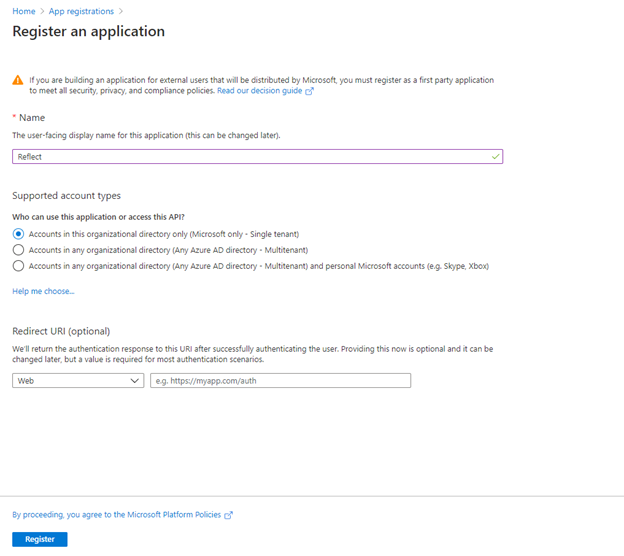 Home > App registrations >
Register an application
If you are building an application for external users that will be distributed by Microsoft, you must register as a first party application
to meet all security, privacy, and compliance policies. Read our decision guide
* Name
The user-facing display name for this application (this can be changed later).
Reflect
Supported account types
Who can use this application or access this API?
Accounts in this organizational directory only (Microsoft only - Single tenant)
Accounts in any organizational directory (Any Azure AD directory - Multitenant)
Accounts in any organizational directory (Any Azure AD directory - Multitenant) and personal Microsoft accounts (e.g. Skype, Xbox)
Help me choose...
Redirect URI (optional)
We'll return the authentication response to this URI after successfully authenticating the user. Providing this now is optional and it can be
changed later, but a value is required for most authentication scenarios.
Web
e.g. https://myapp.com/auth
By proceeding, you agree to the Microsoft Platform Policies
Register